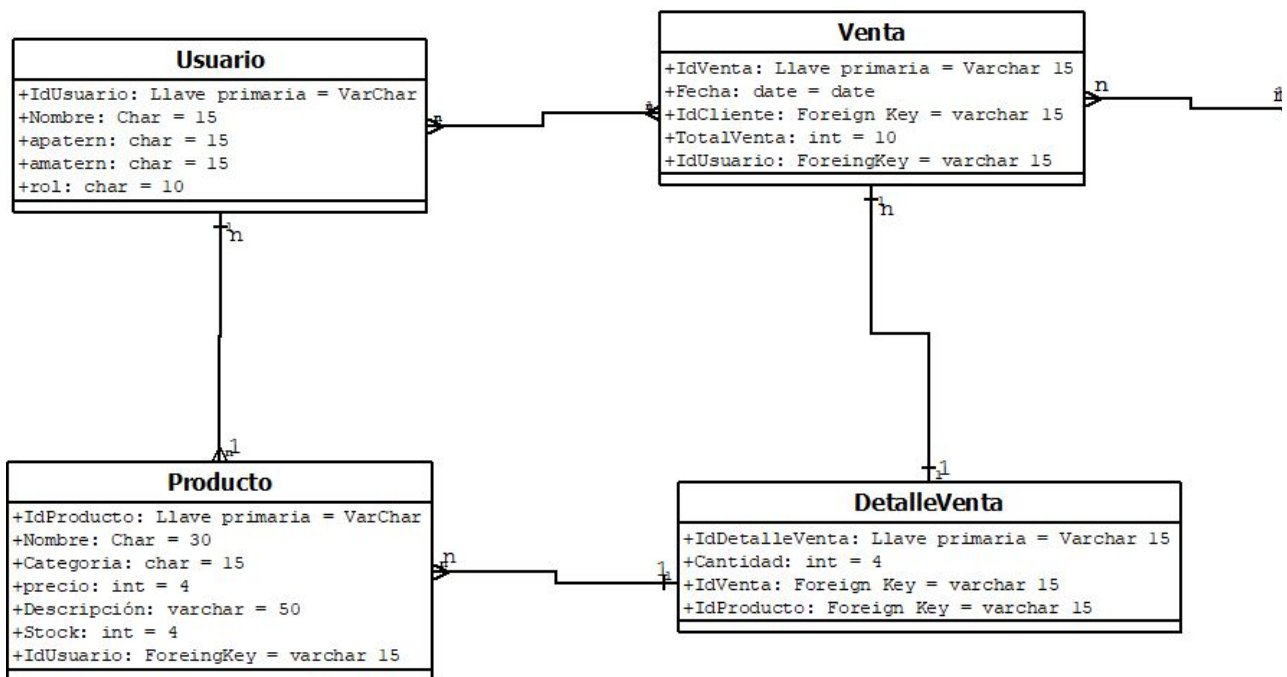 Usuario
+IdUsuario: Llave primaria = VarChar
+Nombre: Char = 15
+apatern: char = 15
+amatern: char = 15
+rol: char = 10
Venta
+IdVenta: Llave primaria = Varchar 15
+Fecha: date = date
+IdCliente: Foreign Key = varchar 15
+TotalVenta: int = 10
+IdUsuario: ForeingKey = varchar 15
n
n
n
1
1
Producto
+IdProducto: Llave primaria = VarChar
+Nombre: Char = 30
+Categoria: char = 15
+precio: int = 4
+Descripción: varchar = 50
+Stock: int = 4
+IdUsuario: ForeingKey = varchar 15
n
1
DetalleVenta
+IdDetalleVenta: Llave primaria = Varchar 15
+Cantidad: int = 4
+IdVenta: Foreign Key = varchar 15
+IdProducto: Foreign Key = varchar 15